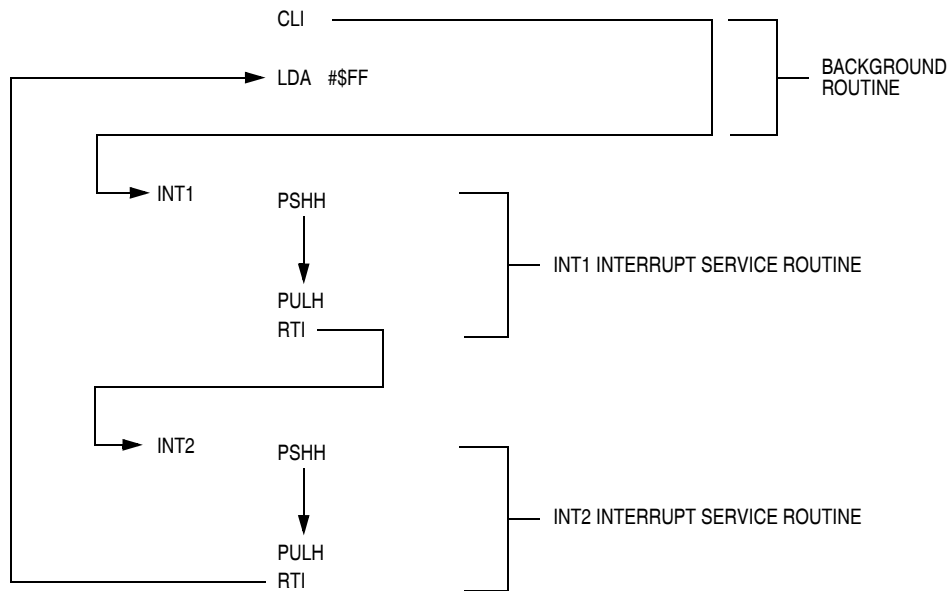 CLI
LDA #$FF
BACKGROUND
ROUTINE
INT1
PSHH
INT1 INTERRUPT SERVICE ROUTINE
PULH
RTI
INT2
PSHH
INT2 INTERRUPT SERVICE ROUTINE
PULH
RTI